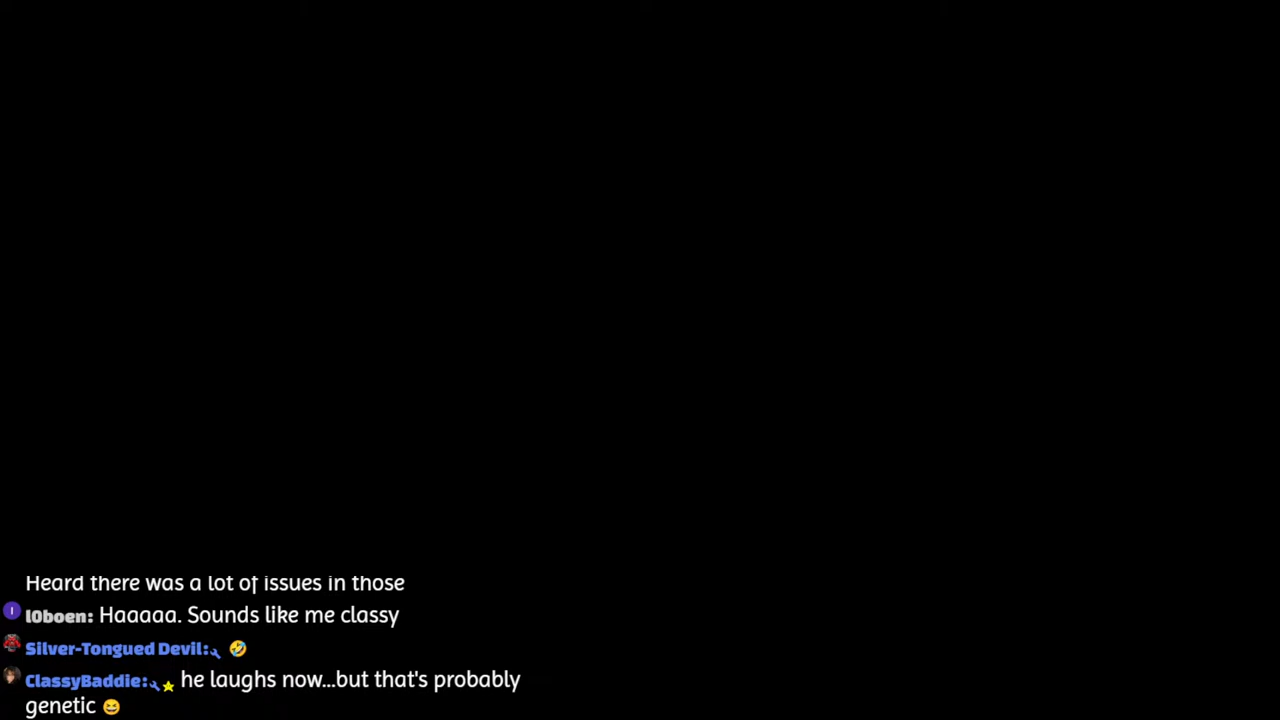 Heard there was a lot of issues in those
l0boen: Haaaaa. Sounds like me classy
Silver-Tongued Devil: 🤣
ClassyBaddie: he laughs now...but that's probably
genetic 😆